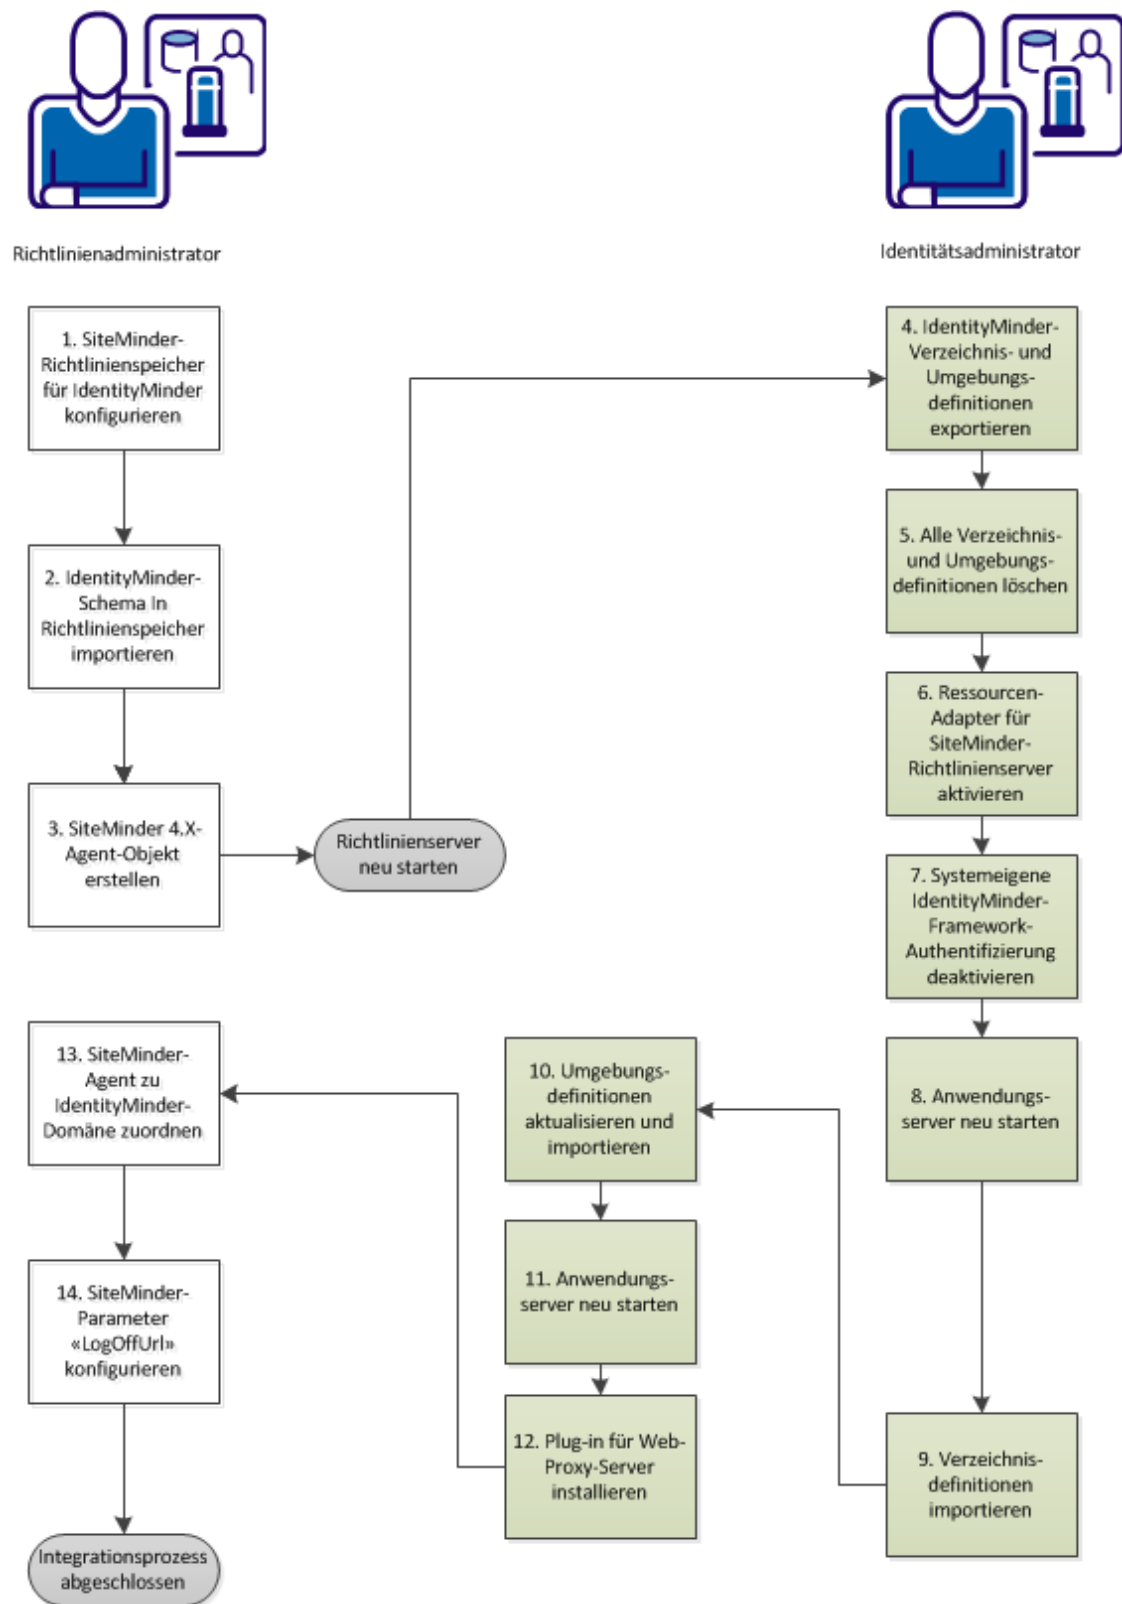 Richtlinienadministrator
Identitätsadministrator
1. SiteMinder-
Richtlinienspeicher
für IdentityMinder
konfigurieren
2. IdentityMinder-
Schema In
Richtlinienspeicher
importieren
3. SiteMinder 4.X-
Agent-Objekt
erstellen
Richtlinienserver
neu starten
4. IdentityMinder-
Verzeichnis- und
Umgebungs-
definitionen
exportieren
5. Alle Verzeichnis-
und Umgebungs-
definitionen löschen
6. Ressourcen-
Adapter für
SiteMinder-
Richtlinienserver
aktivieren
7. Systemeigene
IdentityMinder-
Framework-
Authentifizierung
deaktivieren
8. Anwendungs-
server neu starten
9. Verzeichnis-
definitionen
importieren
10. Umgebungs-
definitionen
aktualisieren und
importieren
11. Anwendungs-
server neu starten
12. Plug-in für Web-
Proxy-Server
installieren
13. SiteMinder-
Agent zu
IdentityMinder-
Domäne zuordnen
14. SiteMinder-
Parameter
«LogOffUrl»
konfigurieren
Integrationsprozess
abgeschlossen